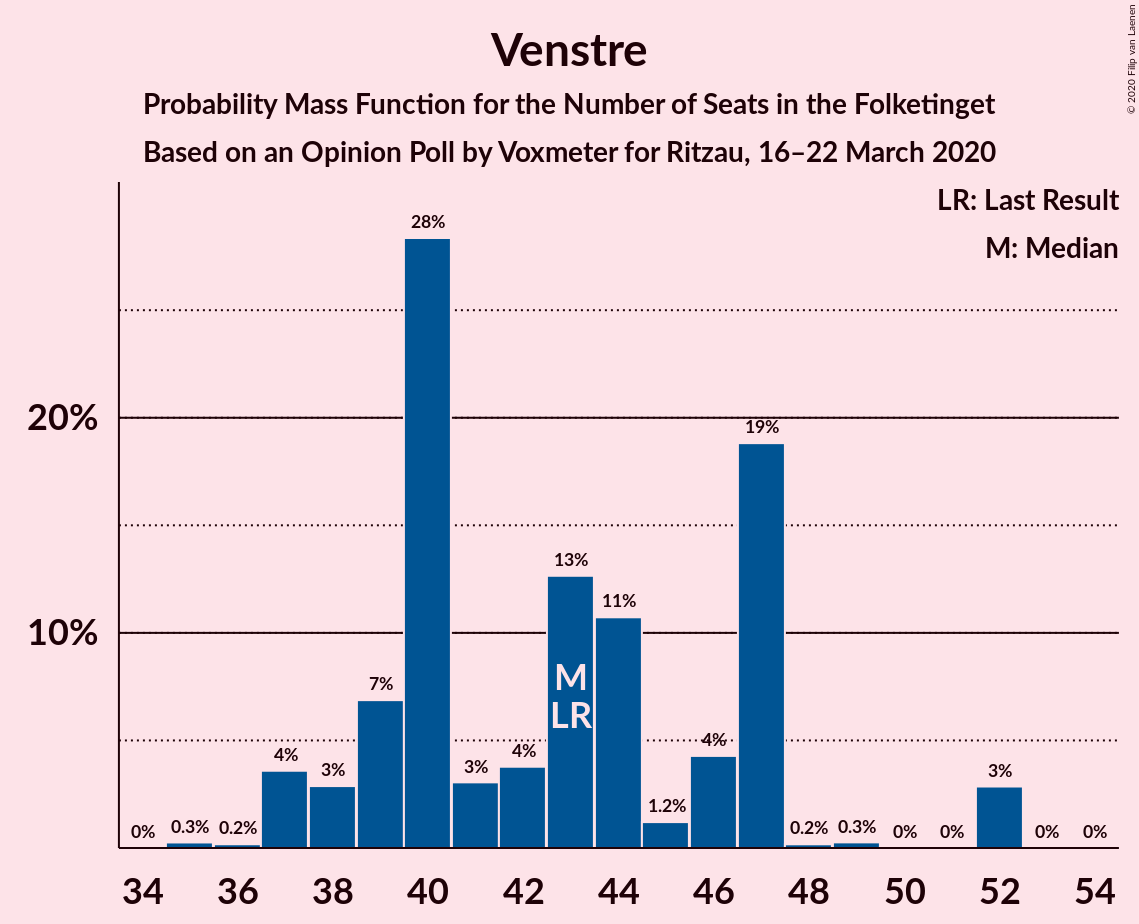 Venstre
Probability Mass Function for the Number of Seats in the Folketinget
Based on an Opinion Poll by Voxmeter for Ritzau, 16–22 March 2020
© 2020 Filip van Laenen
LR: Last Result
M: Median
20%
10%
0%
0.3%
0.2%
4%
3%
7%
28%
3%
4%
13%
11%
1.2%
4%
19%
0.2%
0.3%
0%
0%
3%
0%
0%
M
LR
34 36 38 40 42 44 46 48 50 52 54